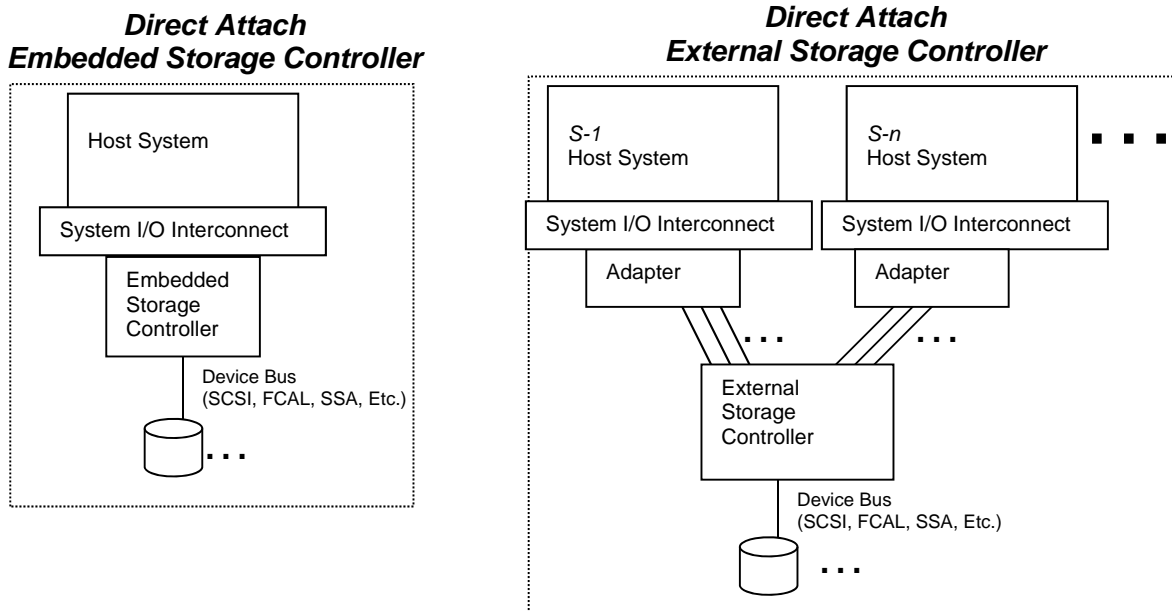 Direct Attach
Embedded Storage Controller
Host System
System I/O Interconnect
Embedded
Storage
Controller
Device Bus
(SCSI, FCAL, SSA, Etc.)
...
Direct Attach
External Storage Controller
S-1
Host System
S-n
Host System
...
System I/O Interconnect
System I/O Interconnect
Adapter
Adapter
...
...
External
Storage
Controller
Device Bus
(SCSI, FCAL, SSA, Etc.)
...